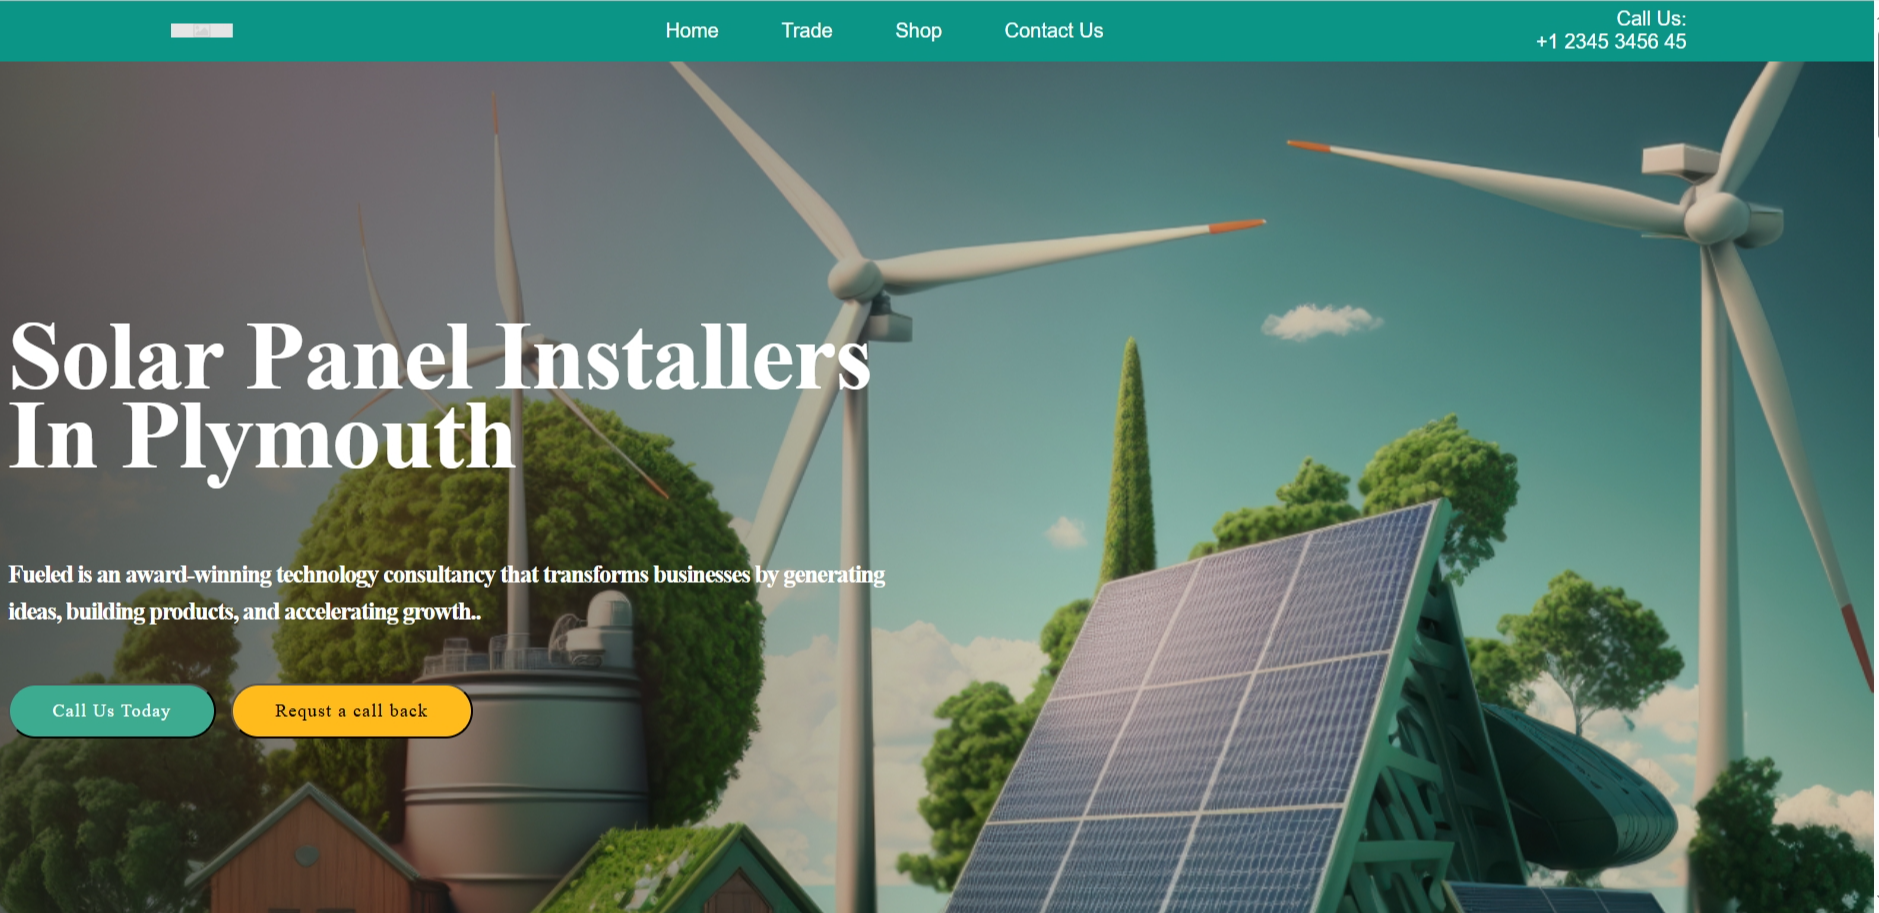 Home
Trade
Shop
Contact Us
Call Us:
+1 2345 3456 45
Solar Panel Installers
In Plymouth
Fueled is an award-winning technology consultancy that transforms businesses by generating
ideas, building products, and accelerating growth..
Call Us Today
Requst a call back